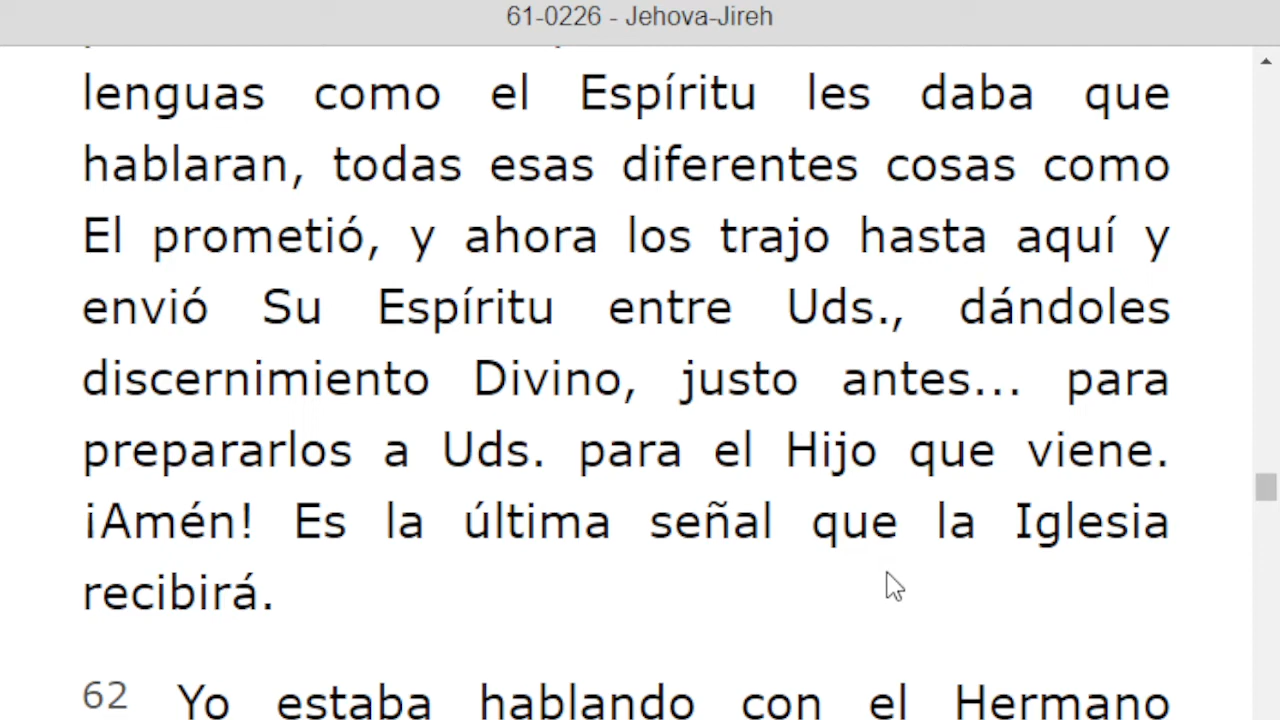 61-0226 - Jehova-Jireh
lenguas como el Espíritu les daba que
hablaran, todas esas diferentes cosas como
El prometió, y ahora los trajo hasta aquí y
envió Su Espíritu entre Uds., dándoles
discernimiento Divino, justo antes... para
prepararlos a Uds. para el Hijo que viene.
¡Amén! Es la última señal que la Iglesia
recibirá.
62 Yo estaba hablando con el Hermano